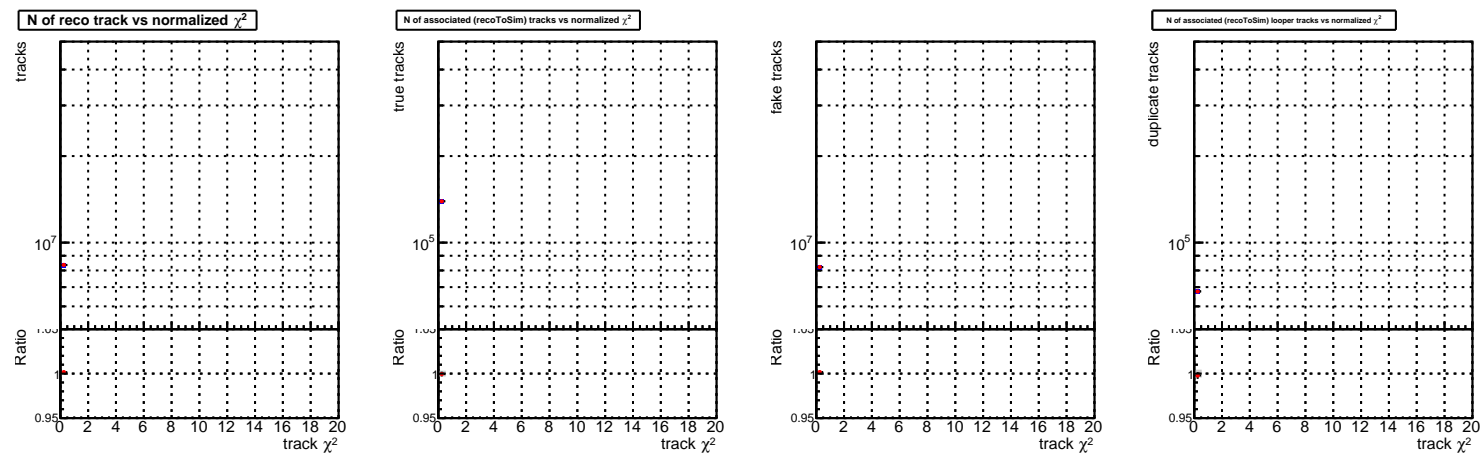 N of reco track vs normalized χ²
N of associated (recoToSim) tracks vs normalized χ²
N of associated (recoToSim) looper tracks vs normalized χ²
tracks
10⁷
Ratio
1
0.95
0 2 4 6 8 10 12 14 16 18 20
track χ²
true tracks
10⁵
Ratio
1
0.95
0 2 4 6 8 10 12 14 16 18 20
track χ²
fake tracks
10⁷
Ratio
1
0.95
0 2 4 6 8 10 12 14 16 18 20
track χ²
duplicate tracks
10⁵
Ratio
1
0.95
0 2 4 6 8 10 12 14 16 18 20
track χ²